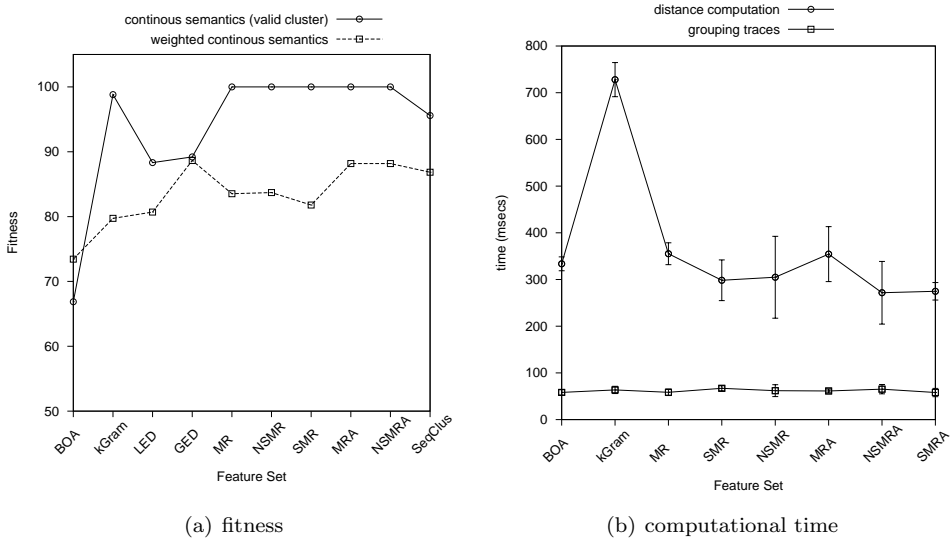 continous semantics (valid cluster)
weighted continous semantics
100
90
80
70
60
50
Fitness
BOA
kGram
LED
GED
MR
NSMR
SMR
MRA
NSMRA
SeqClus
Feature Set
(a) fitness
distance computation
grouping traces
800
700
600
500
400
300
200
100
0
time (msecs)
BOA
kGram
MR
SMR
NSMR
MRA
NSMRA
SMRA
Feature Set
(b) computational time